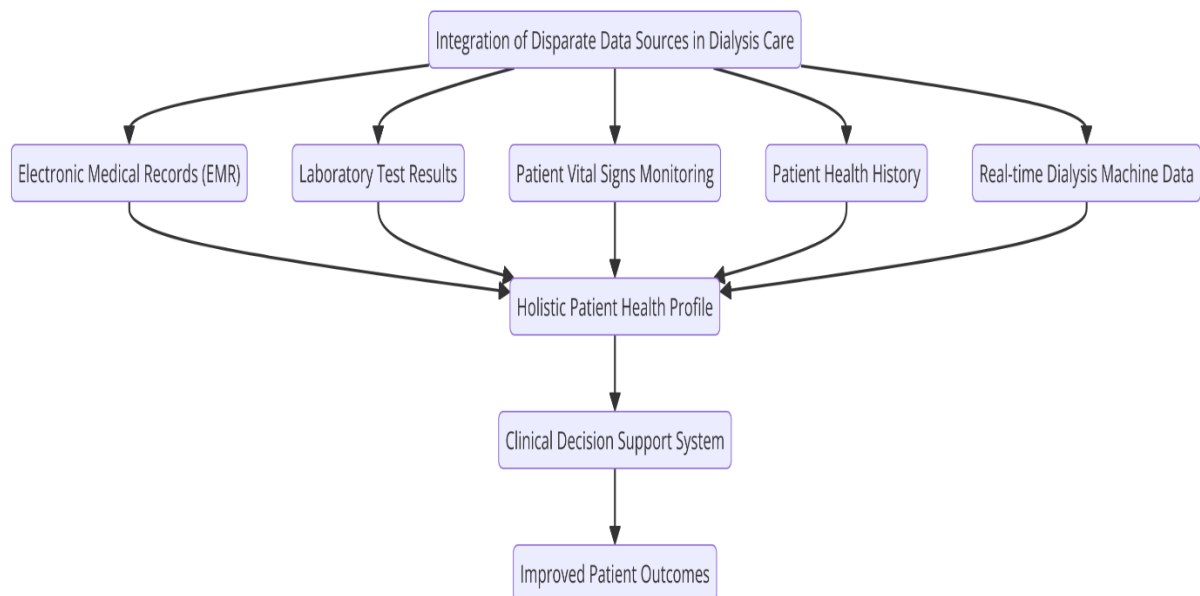 Integration of Disparate Data Sources in Dialysis Care
Electronic Medical Records (EMR)
Laboratory Test Results
Patient Vital Signs Monitoring
Patient Health History
Real-time Dialysis Machine Data
Holistic Patient Health Profile
Clinical Decision Support System
Improved Patient Outcomes